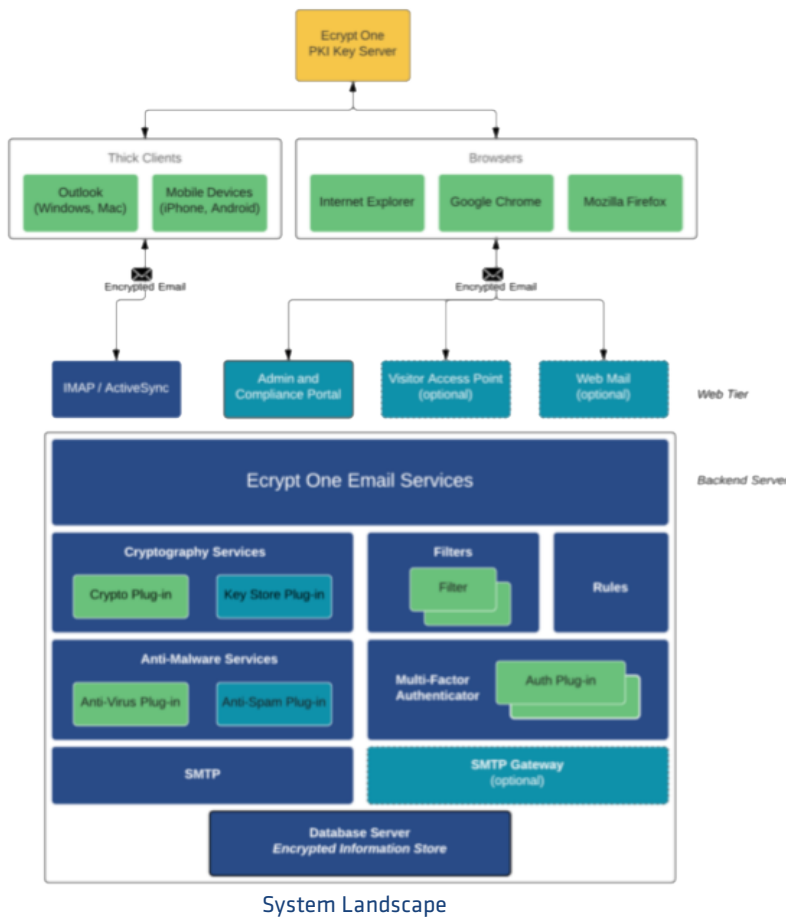 Ecrypt One
PKI Key Server
Thick Clients
Browsers
Outlook
(Windows, Mac)
Mobile Devices
(iPhone, Android)
Internet Explorer
Google Chrome
Mozilla Firefox
Encrypted Email
Encrypted Email
IMAP / ActiveSync
Admin and
Compliance Portal
Visitor Access Point
(optional)
Web Mail
(optional)
Web Tier
Ecrypt One Email Services
Backend Server
Cryptography Services
Crypto Plug-in
Key Store Plug-in
Filters
Filter
Rules
Anti-Malware Services
Anti-Virus Plug-in
Anti-Spam Plug-in
Multi-Factor
Authenticator
Auth Plug-in
SMTP
SMTP Gateway
(optional)
Database Server
Encrypted Information Store
System Landscape